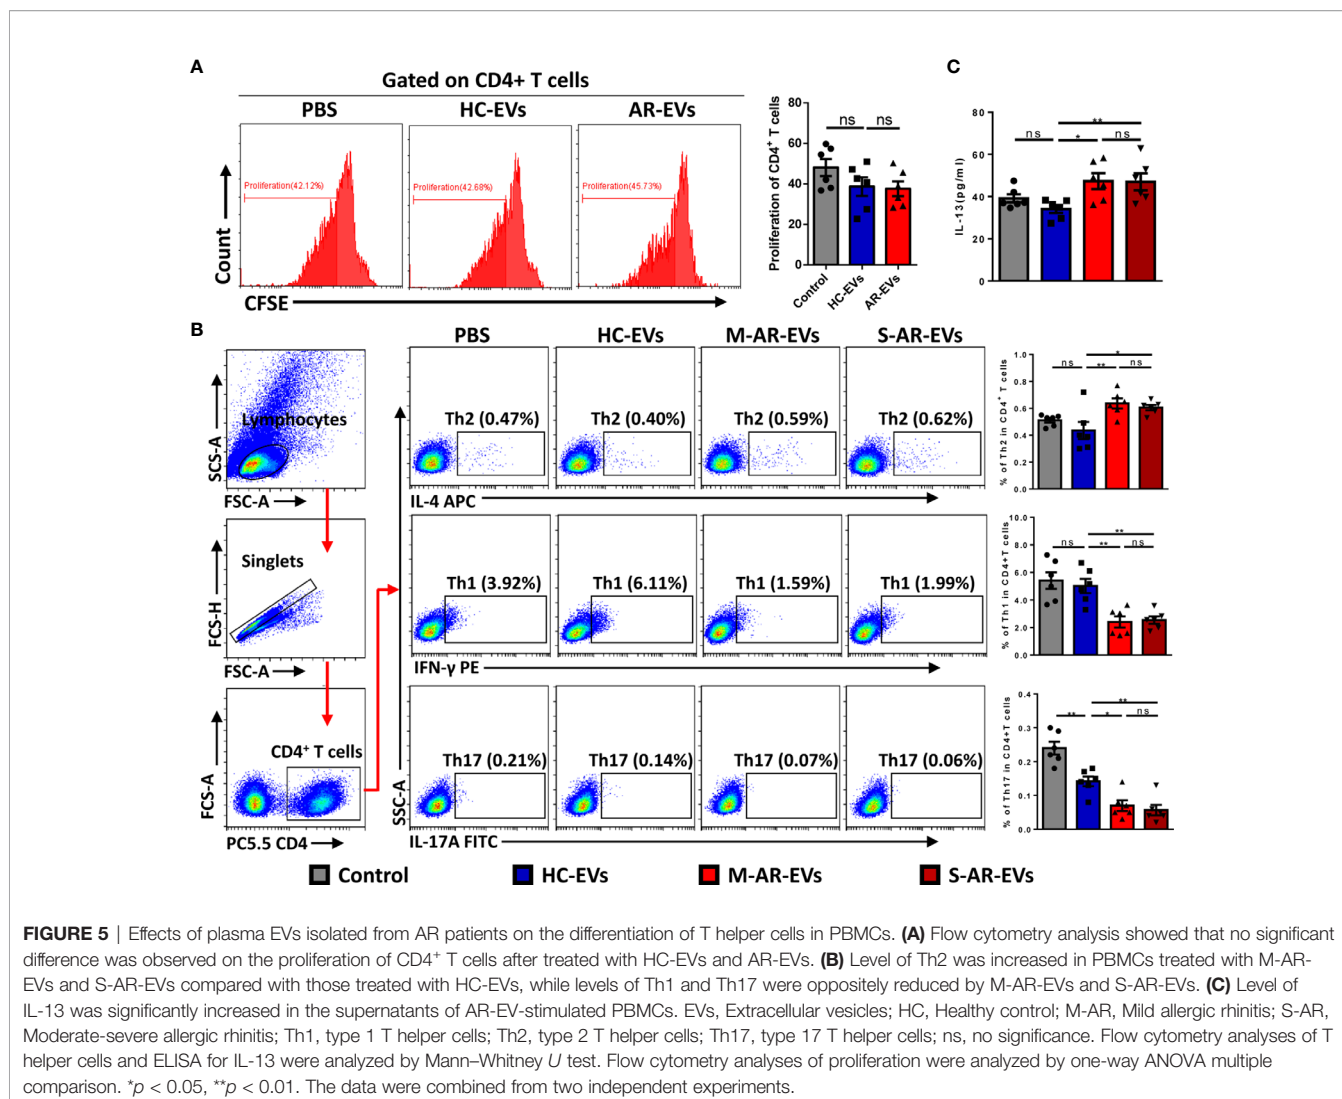 A
Gated on CD4+ T cells
PBS
HC-EVs
AR-EVs
Count
Proliferation(42.12%)
Proliferation(42.68%)
Proliferation(45.73%)
CFSE
Proliferation of CD4+ T cells
80
60
40
20
0
ns
ns
Control
HC-EVs
AR-EVs
C
IL-13(pg/ml)
80
60
40
20
0
**
ns
*
ns
B
Lymphocytes
SCS-A
FSC-A
Singlets
FCS-H
FSC-A
CD4+ T cells
FCS-A
PC5.5 CD4
PBS
HC-EVs
M-AR-EVs
S-AR-EVs
SSC-A
Th2 (0.47%)
Th2 (0.40%)
Th2 (0.59%)
Th2 (0.62%)
IL-4 APC
Th1 (3.92%)
Th1 (6.11%)
Th1 (1.59%)
Th1 (1.99%)
IFN-γ PE
Th17 (0.21%)
Th17 (0.14%)
Th17 (0.07%)
Th17 (0.06%)
IL-17A FITC
% of Th2 in CD4+ T cells
1.0
0.8
0.6
0.4
0.2
0.0
*
ns
**
ns
% of Th1 in CD4+T cells
10.0
8.0
6.0
4.0
2.0
0.0
**
ns
**
ns
% of Th17 in CD4+T cells
0.4
0.3
0.2
0.1
0.0
**
**
*
ns
Control
HC-EVs
M-AR-EVs
S-AR-EVs
FIGURE 5 | Effects of plasma EVs isolated from AR patients on the differentiation of T helper cells in PBMCs. (A) Flow cytometry analysis showed that no significant
difference was observed on the proliferation of CD4+ T cells after treated with HC-EVs and AR-EVs. (B) Level of Th2 was increased in PBMCs treated with M-AR-
EVs and S-AR-EVs compared with those treated with HC-EVs, while levels of Th1 and Th17 were oppositely reduced by M-AR-EVs and S-AR-EVs. (C) Level of
IL-13 was significantly increased in the supernatants of AR-EV-stimulated PBMCs. EVs, Extracellular vesicles; HC, Healthy control; M-AR, Mild allergic rhinitis; S-AR,
Moderate-severe allergic rhinitis; Th1, type 1 T helper cells; Th2, type 2 T helper cells; Th17, type 17 T helper cells; ns, no significance. Flow cytometry analyses of T
helper cells and ELISA for IL-13 were analyzed by Mann–Whitney U test. Flow cytometry analyses of proliferation were analyzed by one-way ANOVA multiple
comparison. *p < 0.05, **p < 0.01. The data were combined from two independent experiments.